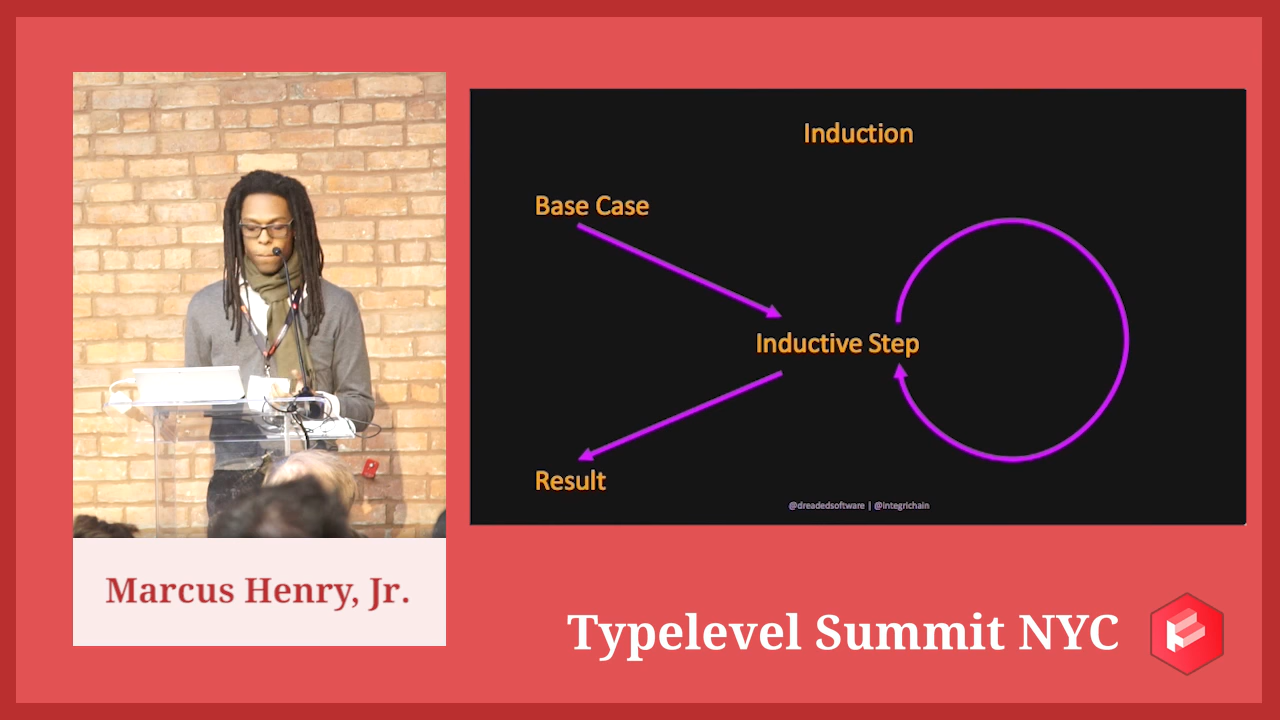 Induction
Base Case
Inductive Step
Result
@dreadedsoftware | @integrichain
Marcus Henry, Jr.
Typelevel Summit NYC